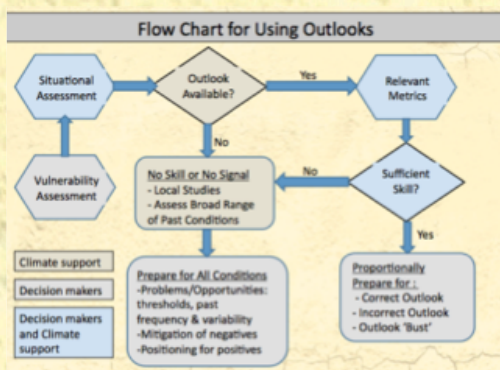 Flow Chart for Using Outlooks
Situational
Assessment
Outlook
Available?
Yes
Relevant
Metrics
No
Vulnerability
Assessment
No Skill or No Signal
- Local Studies
- Assess Broad Range
of Past Conditions
No
Sufficient
Skill?
Yes
Climate support
Decision makers
Decision makers
and Climate
support
Prepare for All Conditions
-Problems/Opportunities:
thresholds, past
frequency & variability
-Mitigation of negatives
-Positioning for positives
Proportionally
Prepare for :
- Correct Outlook
- Incorrect Outlook
- Outlook 'Bust'